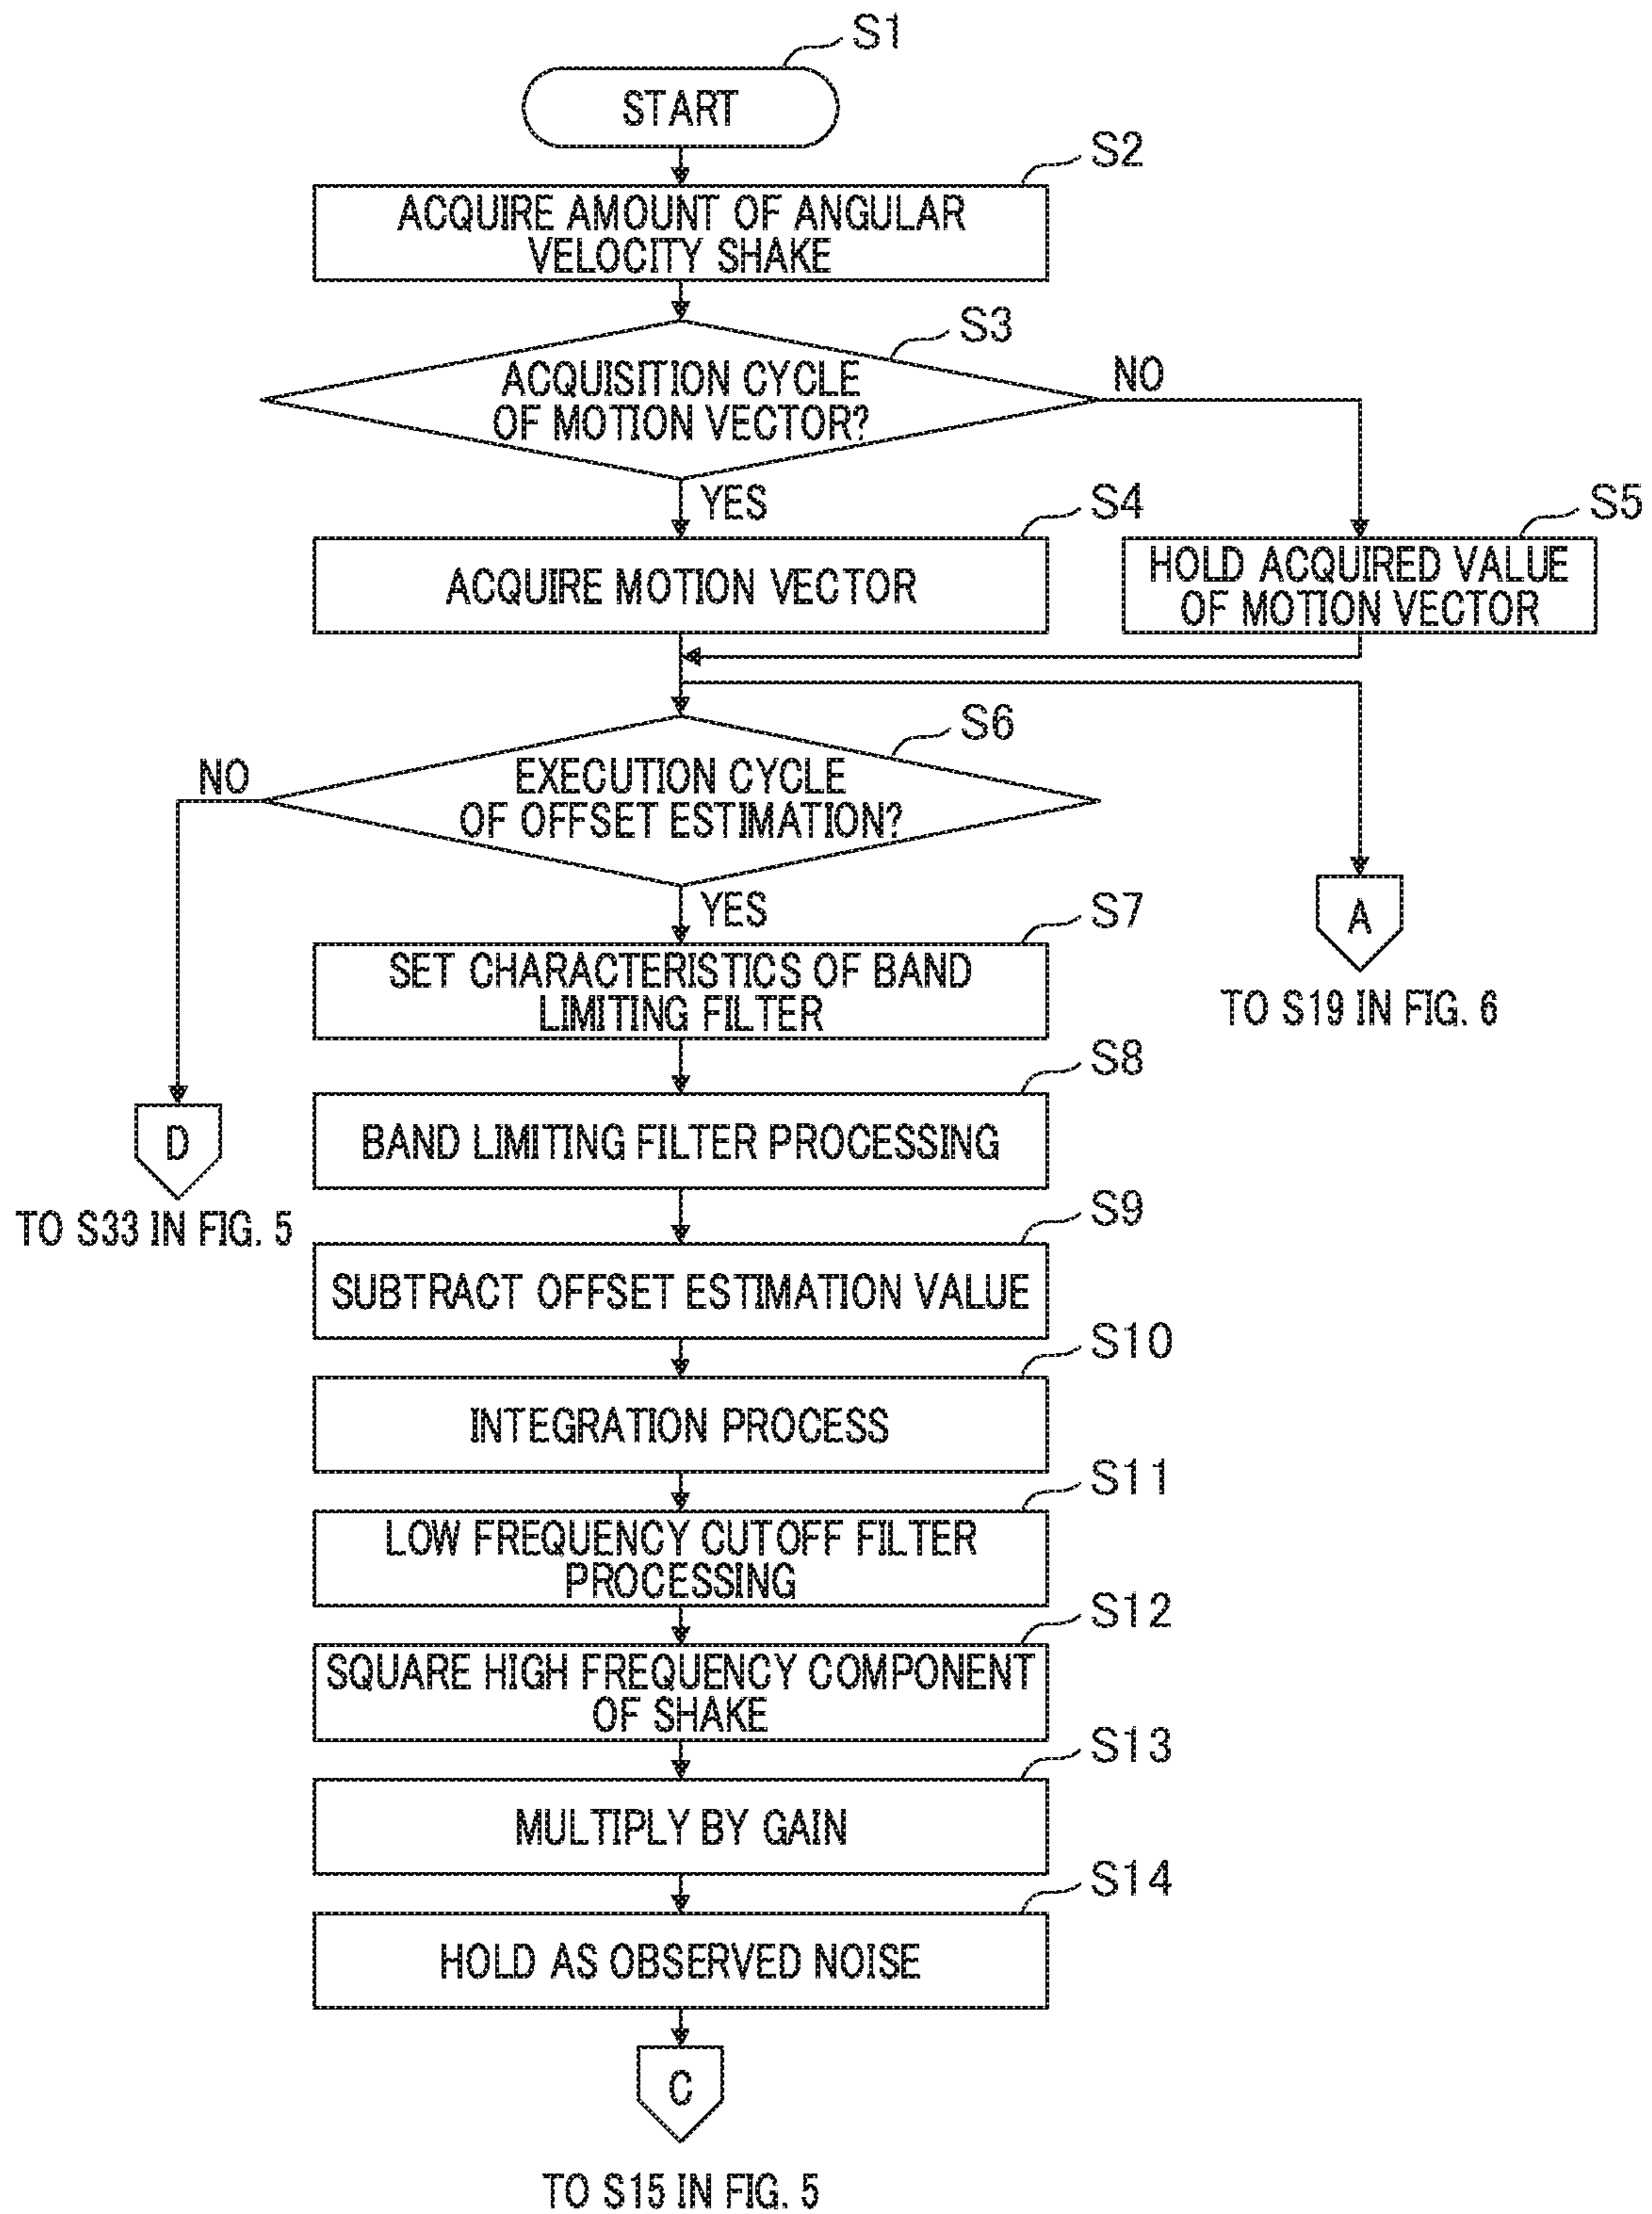 S1
START
S2
ACQUIRE AMOUNT OF ANGULAR
VELOCITY SHAKE
S3
ACQUISITION CYCLE
OF MOTION VECTOR?
NO
YES
S4
ACQUIRE MOTION VECTOR
S5
HOLD ACQUIRED VALUE
OF MOTION VECTOR
S6
EXECUTION CYCLE
OF OFFSET ESTIMATION?
NO
YES
A
TO S19 IN FIG. 6
D
TO S33 IN FIG. 5
S7
SET CHARACTERISTICS OF BAND
LIMITING FILTER
S8
BAND LIMITING FILTER PROCESSING
S9
SUBTRACT OFFSET ESTIMATION VALUE
S10
INTEGRATION PROCESS
S11
LOW FREQUENCY CUTOFF FILTER
PROCESSING
S12
SQUARE HIGH FREQUENCY COMPONENT
OF SHAKE
S13
MULTIPLY BY GAIN
S14
HOLD AS OBSERVED NOISE
C
TO S15 IN FIG. 5